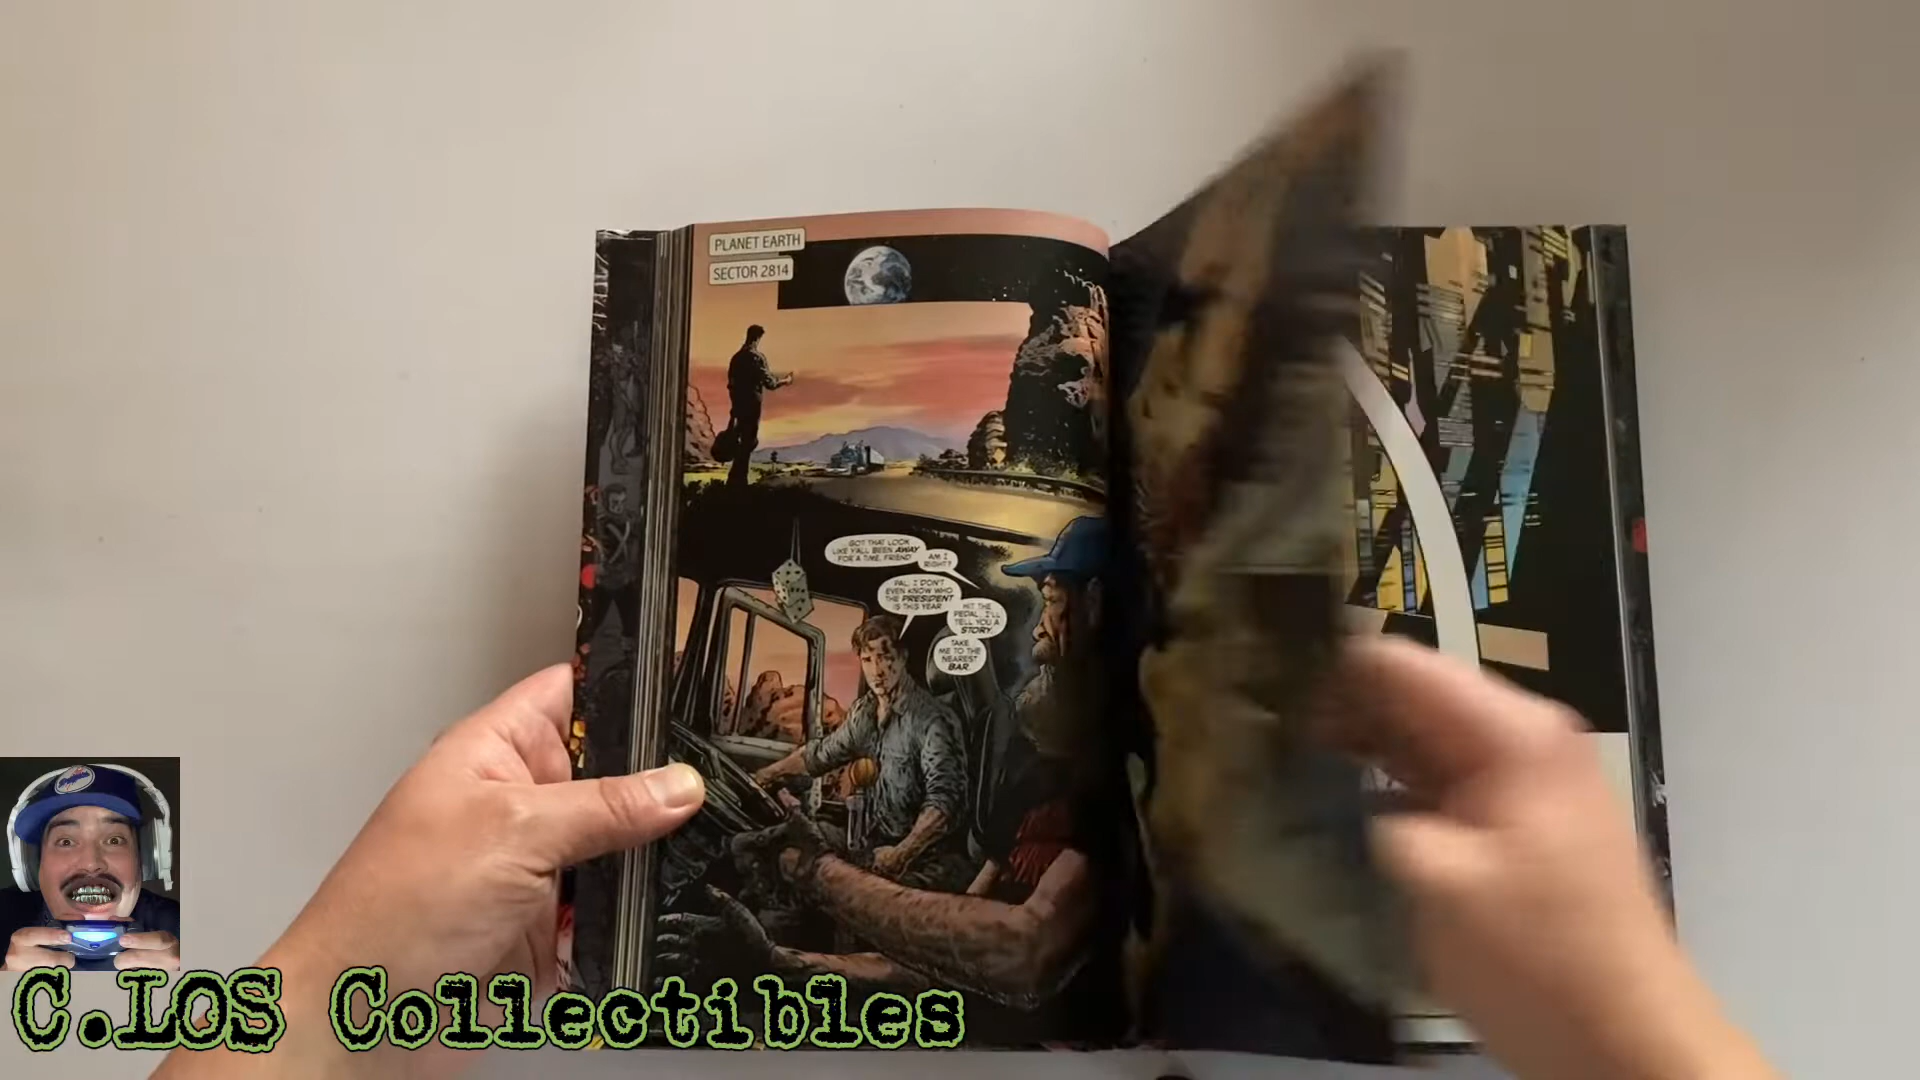 PLANET EARTH
SECTOR 2814
GOT THAT LOOK
LIKE Y'ALL BEEN AWAY
FOR A TIME, FRIEND.
AM I
RIGHT?
PAL, I DON'T
EVEN KNOW WHO
THE PRESIDENT
IS THIS YEAR.
HIT THE
PEDAL. I'LL
TELL YOU A
STORY.
TAKE
ME TO THE
NEAREST
BAR.
C.LOS Collectibles